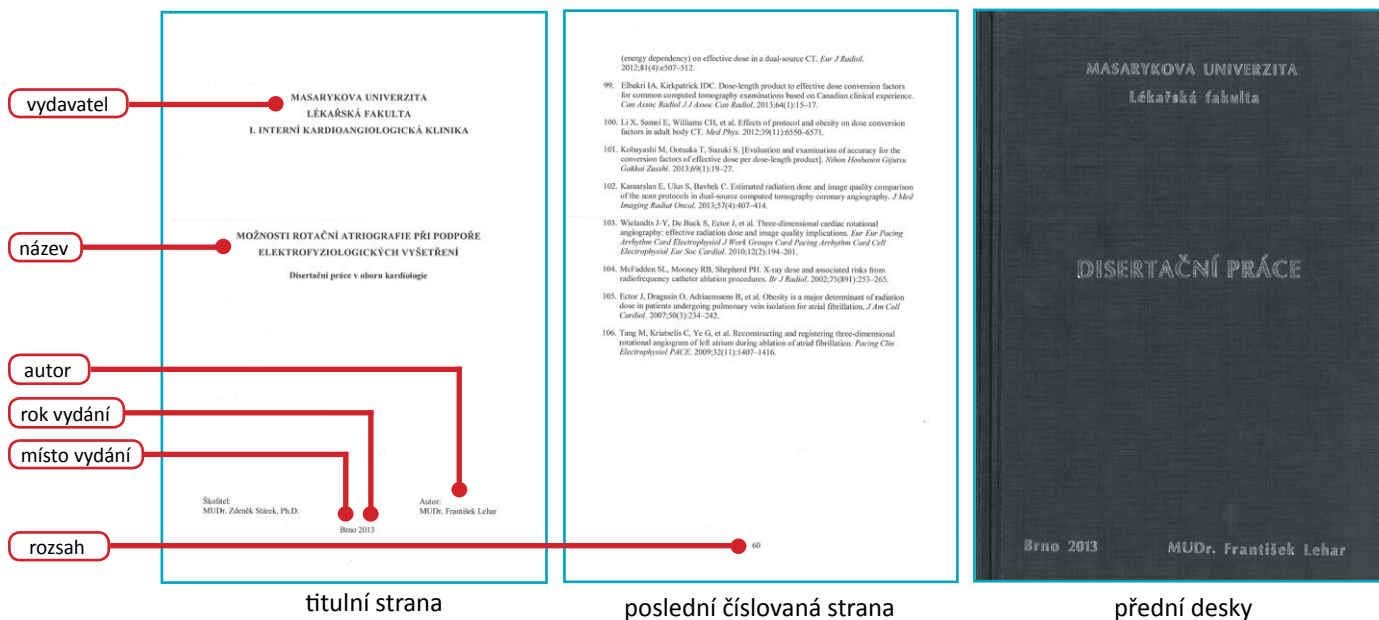 vydavatel
název
autor
rok vydání
místo vydání
rozsah
MASARYKOVA UNIVERZITA
LÉKAŘSKÁ FAKULTA
I. INTERNÍ KARDIOANGIOLOGICKÁ KLINIKA
MOŽNOSTI ROTAČNÍ ATRIOGRAFIE PŘI PODPOŘE
ELEKTROFYZIOLOGICKÝCH VYŠETŘENÍ
Disertační práce v oboru kardiologie
Školitel:
MUDr. Zdeněk Stárek, Ph.D.
Autor:
MUDr. František Lehar
Brno 2013
titulní strana
(energy dependency) on effective dose in a dual-source CT. Eur J Radiol.
2012;81(4):e507–512.
99. Elbakri IA, Kirkpatrick IDC. Dose-length product to effective dose conversion factors
for common computed tomography examinations based on Canadian clinical experience.
Can Assoc Radiol J J Assoc Can Radiol. 2013;64(1):15–17.
100. Li X, Samei E, Williams CH, et al. Effects of protocol and obesity on dose conversion
factors in adult body CT. Med Phys. 2012;39(11):6550–6571.
101. Kobayashi M, Ootsuka T, Suzuki S. [Evaluation and examination of accuracy for the
conversion factors of effective dose per dose-length product]. Nihon Hoshasen Gijutsu
Gakkai Zasshi. 2013;69(1):19–27.
102. Karaarslan E, Ulus S, Bavbek C. Estimated radiation dose and image quality comparison
of the scan protocols in dual-source computed tomography coronary angiography. J Med
Imaging Radiat Oncol. 2013;57(4):407–414.
103. Wielandts J-Y, De Buck S, Ector J, et al. Three-dimensional cardiac rotational
angiography: effective radiation dose and image quality implications. Eur Eur Pacing
Arrhythm Card Electrophysiol J Work Groups Card Pacing Arrhythm Card Cell
Electrophysiol Eur Soc Cardiol. 2010;12(2):194–201.
104. McFadden SL, Mooney RB, Shepherd PH. X-ray dose and associated risks from
radiofrequency catheter ablation procedures. Br J Radiol. 2002;75(891):253–265.
105. Ector J, Dragusin O, Adriaenssens B, et al. Obesity is a major determinant of radiation
dose in patients undergoing pulmonary vein isolation for atrial fibrillation. J Am Coll
Cardiol. 2007;50(3):234–242.
106. Tang M, Kriatselis C, Ye G, et al. Reconstructing and registering three-dimensional
rotational angiogram of left atrium during ablation of atrial fibrillation. Pacing Clin
Electrophysiol PACE. 2009;32(11):1407–1416.
60
poslední číslovaná strana
MASARYKOVA UNIVERZITA
Lékařská fakulta
DISERTAČNÍ PRÁCE
Brno 2013
MUDr. František Lehar
přední desky